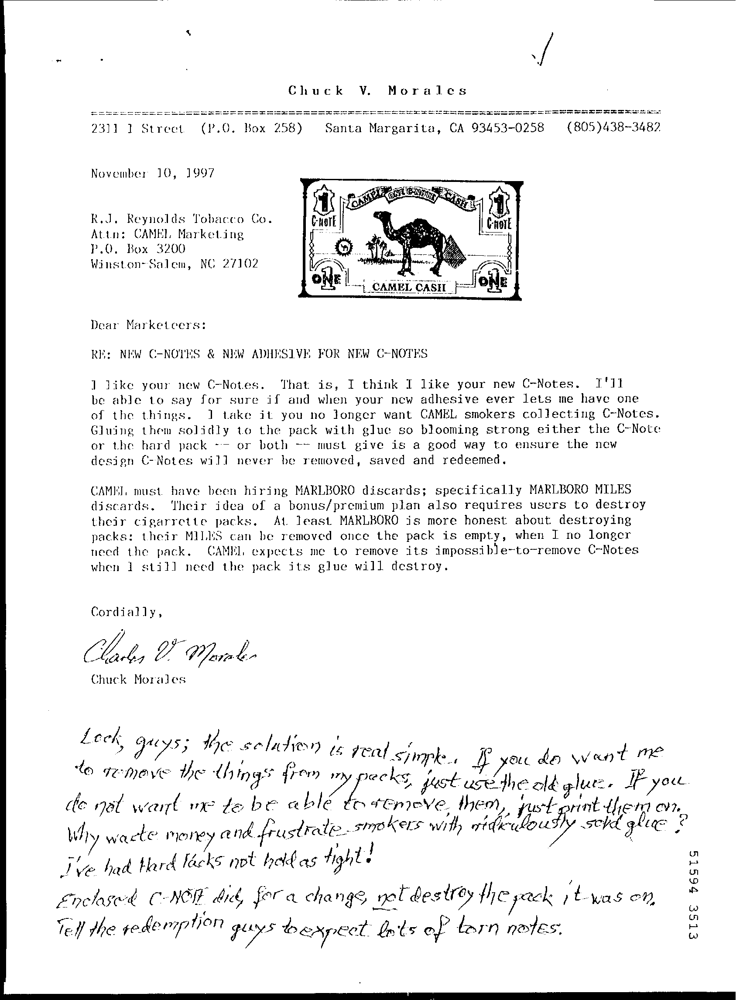 Chuck V. Morales
2311 I Street (P.O. Box 258) Santa Margarita, CA 93453-0258 (805)438-3482
November 10, 1997
1 CAMEL CASH 1
C-NOTE C-NOTE
ONE CAMEL CASH ONE
R.J. Reynolds Tobacco Co.
Attn: CAMEL Marketing
P.O. Box 3200
Winston-Salem, NC 27102
Dear Marketeers:
RE: NEW C-NOTES & NEW ADHESIVE FOR NEW C-NOTES
I like your new C-Notes. That is, I think I like your new C-Notes. I'll
be able to say for sure if and when your new adhesive ever lets me have one
of the things. I take it you no longer want CAMEL smokers collecting C-Notes.
Gluing them solidly to the pack with glue so blooming strong either the C-Note
or the hard pack -- or both -- must give is a good way to ensure the new
design C-Notes will never be removed, saved and redeemed.
CAMEL must have been hiring MARLBORO discards; specifically MARLBORO MILES
discards. Their idea of a bonus/premium plan also requires users to destroy
their cigarrette packs. At least MARLBORO is more honest about destroying
packs: their MILES can be removed once the pack is empty, when I no longer
need the pack. CAMEL expects me to remove its impossible-to-remove C-Notes
when I still need the pack its glue will destroy.
Cordially,
Charles V. Morales
Chuck Morales
Look, guys; the solution is real simple. If you do want me
to remove the things from my packs, just use the old glue. If you
do not want me to be able to remove them, just print them on.
Why waste money and frustrate smokers with ridiculously solid glue?
I've had Hard Packs not hold as tight!
Enclosed C-NOTE did, for a change, not destroy the pack it was on.
Tell the redemption guys to expect lots of torn notes.
51594 3513